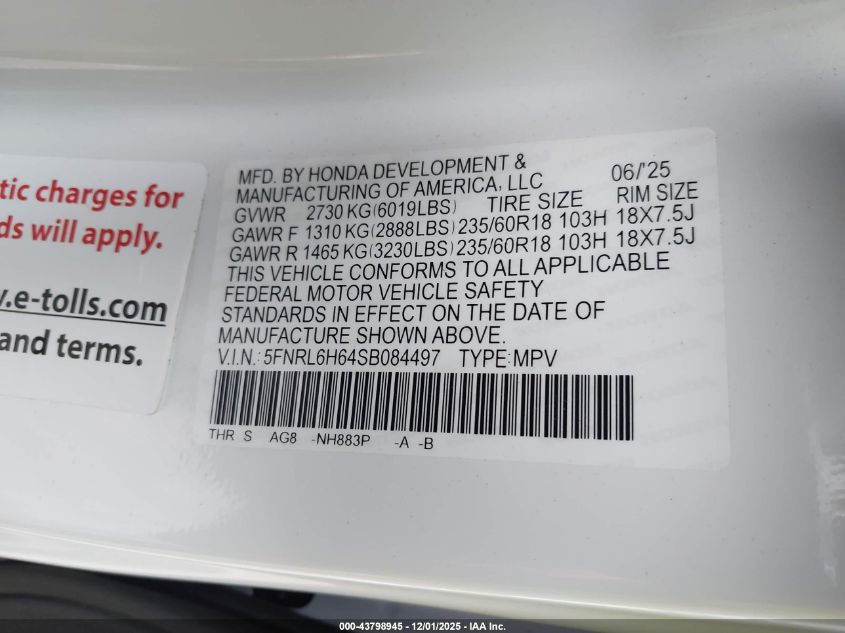 tic charges for
ds will apply.
.e-tolls.com
and terms.
MFD. BY HONDA DEVELOPMENT & 06/'25
MANUFACTURING OF AMERICA, LLC
GVWR 2730 KG(6019LBS) TIRE SIZE RIM SIZE
GAWR F 1310 KG(2888LBS) 235/60R18 103H 18X7.5J
GAWR R 1465 KG(3230LBS) 235/60R18 103H 18X7.5J
THIS VEHICLE CONFORMS TO ALL APPLICABLE
FEDERAL MOTOR VEHICLE SAFETY
STANDARDS IN EFFECT ON THE DATE OF
MANUFACTURE SHOWN ABOVE.
V.I.N.: 5FNRL6H64SB084497 TYPE:MPV
THR S AG8 -NH883P -A -B
000-43798945 - 12/01/2025 - IAA Inc.